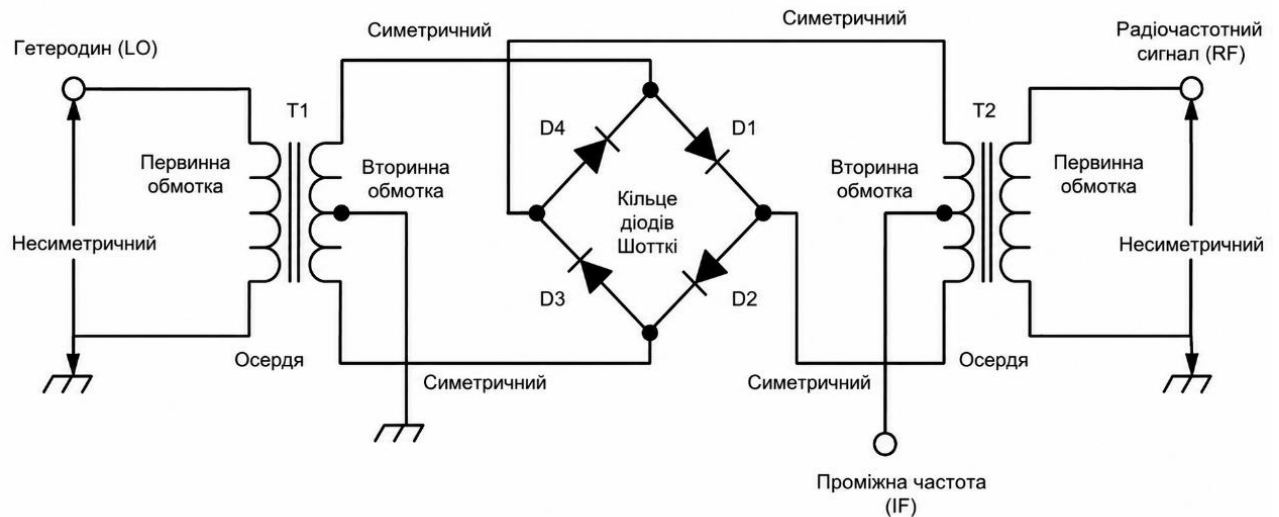 Гетеродин (LO)
Симетричний
Симетричний
Радіочастотний
сигнал (RF)
T1
D4
D1
T2
Первинна
обмотка
Вторинна
обмотка
Кільце
діодів
Шотткі
Вторинна
обмотка
Первинна
обмотка
Несиметричний
Несиметричний
D3
D2
Осердя
Симетричний
Симетричний
Осердя
Проміжна частота
(IF)